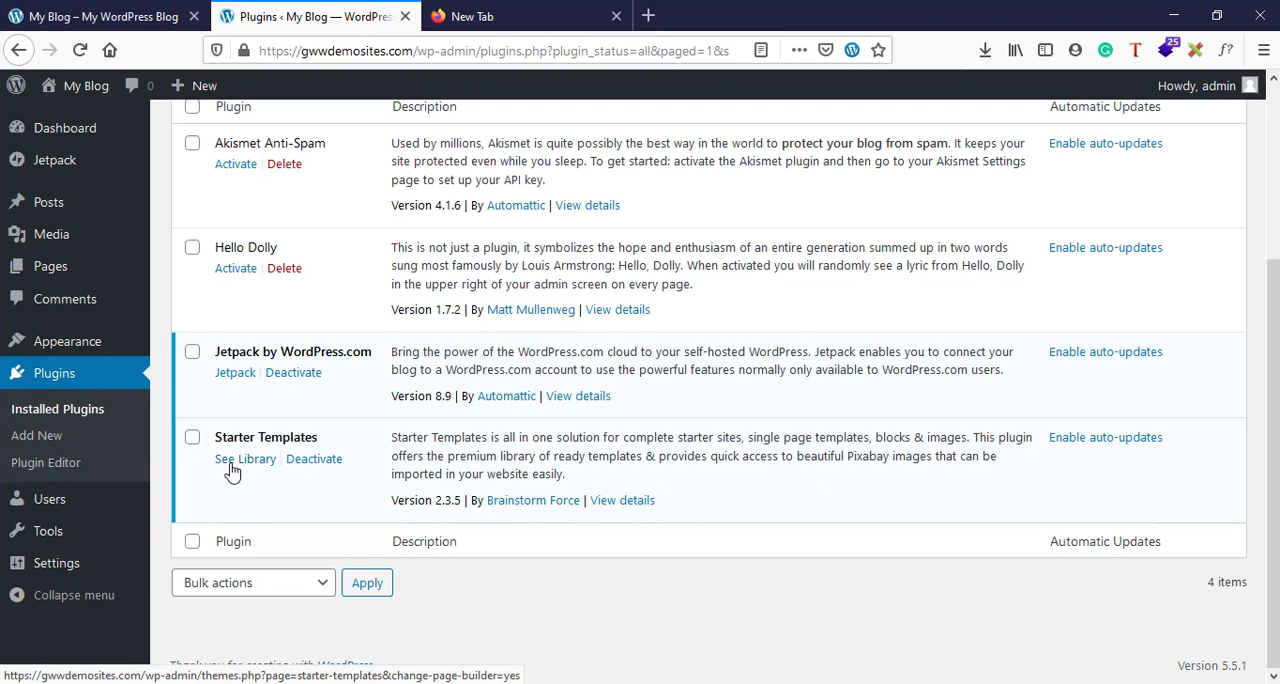 My Blog – My WordPress Blog
Plugins ‹ My Blog — WordPres
New Tab
https://gwwdemosites.com/wp-admin/plugins.php?plugin_status=all&paged=1&s
25
T
f?
My Blog
0
New
Howdy, admin
Dashboard
Jetpack
Posts
Media
Pages
Comments
Appearance
Plugins
Installed Plugins
Add New
Plugin Editor
Users
Tools
Settings
Collapse menu
Plugin
Description
Automatic Updates
Akismet Anti-Spam
Activate | Delete
Used by millions, Akismet is quite possibly the best way in the world to protect your blog from spam. It keeps your
site protected even while you sleep. To get started: activate the Akismet plugin and then go to your Akismet Settings
page to set up your API key.
Version 4.1.6 | By Automattic | View details
Enable auto-updates
Hello Dolly
Activate | Delete
This is not just a plugin, it symbolizes the hope and enthusiasm of an entire generation summed up in two words
sung most famously by Louis Armstrong: Hello, Dolly. When activated you will randomly see a lyric from Hello, Dolly
in the upper right of your admin screen on every page.
Version 1.7.2 | By Matt Mullenweg | View details
Enable auto-updates
Jetpack by WordPress.com
Jetpack | Deactivate
Bring the power of the WordPress.com cloud to your self-hosted WordPress. Jetpack enables you to connect your
blog to a WordPress.com account to use the powerful features normally only available to WordPress.com users.
Version 8.9 | By Automattic | View details
Enable auto-updates
Starter Templates
See Library | Deactivate
Starter Templates is all in one solution for complete starter sites, single page templates, blocks & images. This plugin
offers the premium library of ready templates & provides quick access to beautiful Pixabay images that can be
imported in your website easily.
Version 2.3.5 | By Brainstorm Force | View details
Enable auto-updates
Plugin
Description
Automatic Updates
Bulk actions
Apply
4 items
Thank you for creating with WordPress
Version 5.5.1
https://gwwdemosites.com/wp-admin/themes.php?page=starter-templates&change-page-builder=yes